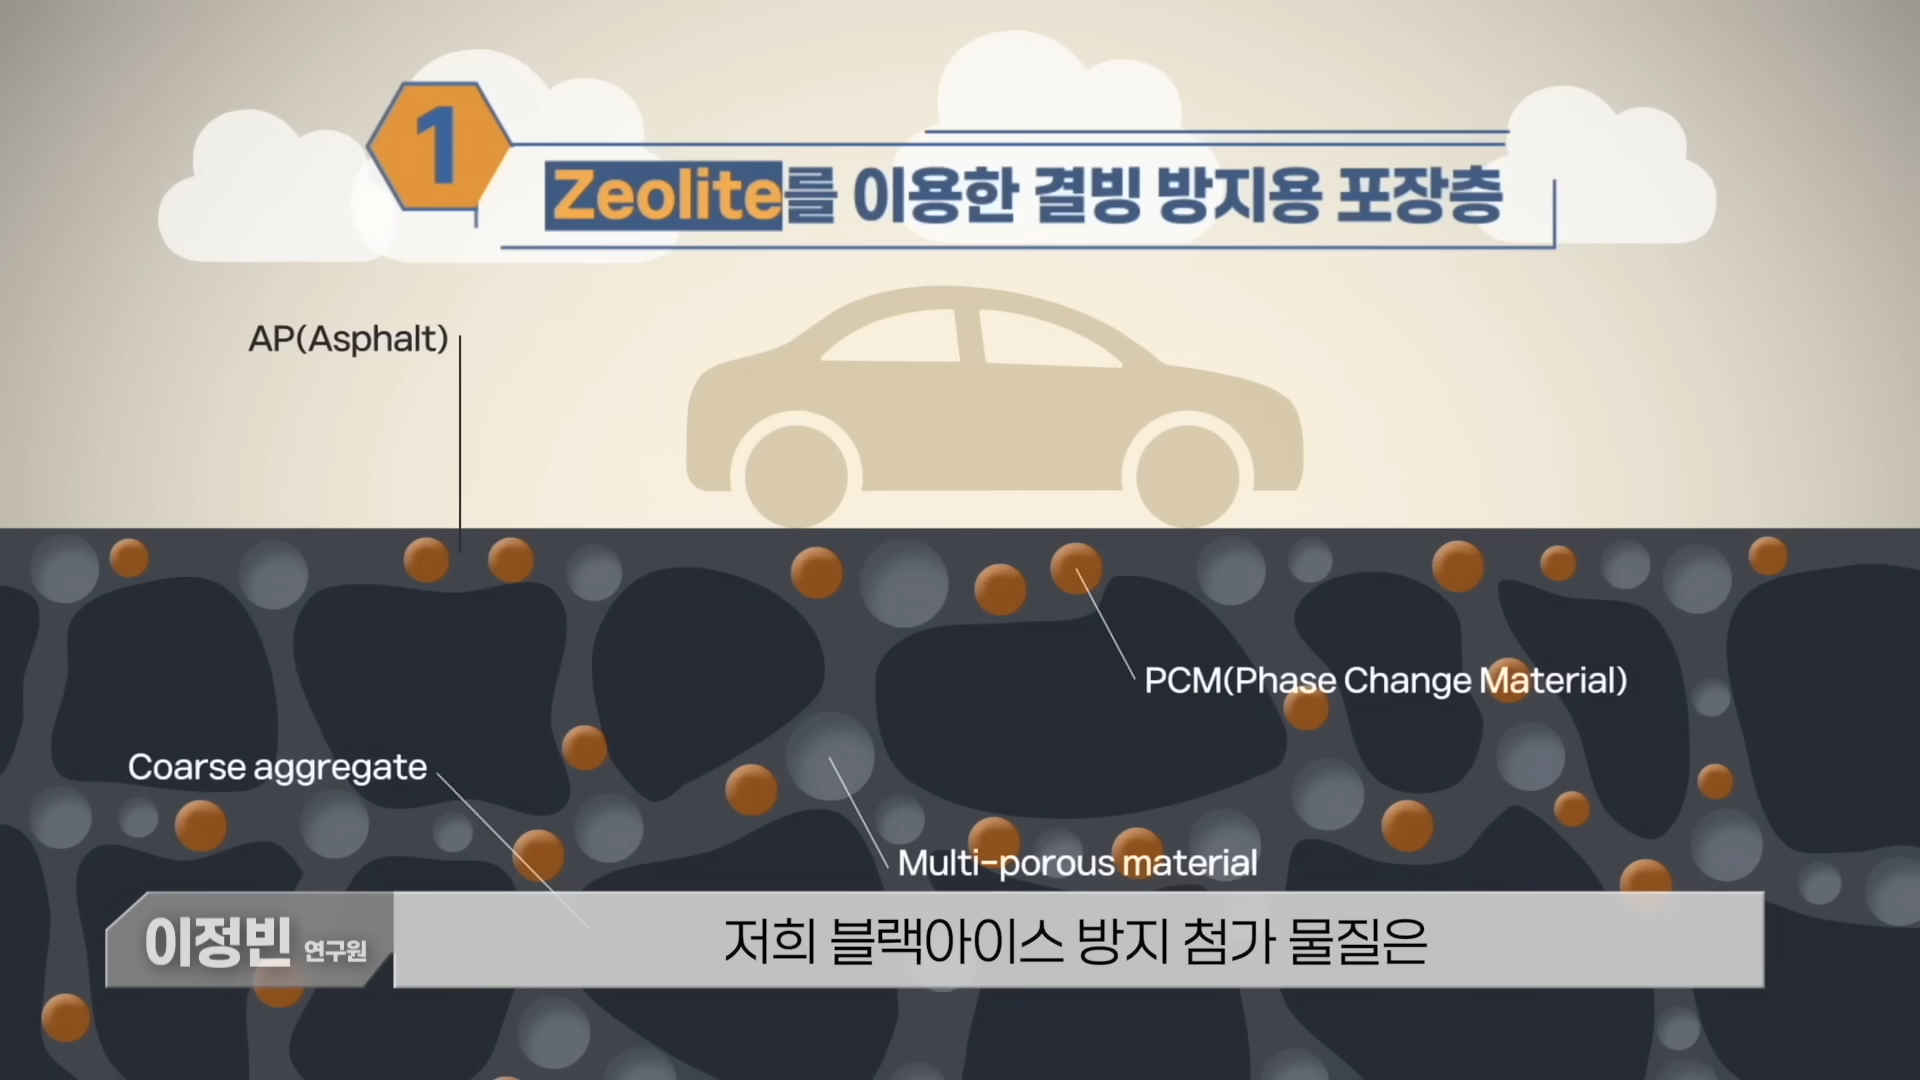 1
Zeolite를 이용한 결빙 방지용 포장층
AP(Asphalt)
PCM(Phase Change Material)
Coarse aggregate
Multi-porous material
이정빈 연구원
저희 블랙아이스 방지 첨가 물질은